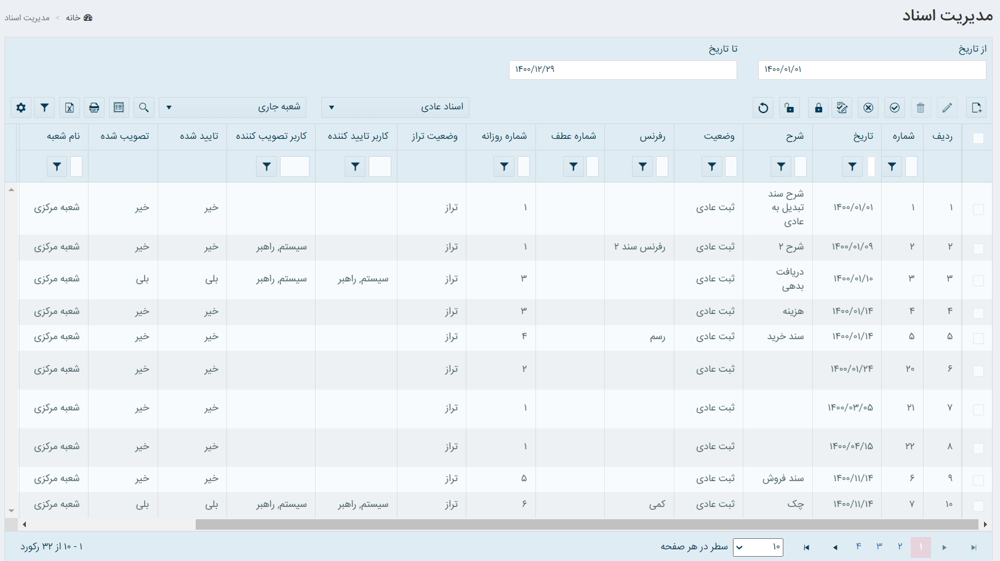 مدیریت اسناد
خانه > مدیریت اسناد
از تاریخ
تا تاریخ
۱۴۰۰/۰۱/۰۱
۱۴۰۰/۱۲/۲۹
اسناد عادی
شعبه جاری
ردیف شماره تاریخ شرح وضعیت رفرنس شماره عطف شماره روزانه وضعیت تراز کاربر تایید کننده کاربر تصویب کننده تایید شده تصویب شده نام شعبه
۱ ۱ ۱۴۰۰/۰۱/۰۱ شرح سند تبدیل به عادی ثبت عادی ۱ تراز خیر خیر شعبه مرکزی
۲ ۲ ۱۴۰۰/۰۱/۰۹ شرح ۲ ثبت عادی رفرنس سند ۲ ۱ تراز سیستم, راهبر خیر خیر شعبه مرکزی
۳ ۳ ۱۴۰۰/۰۱/۱۰ دریافت بدهی ثبت عادی ۳ تراز سیستم, راهبر سیستم, راهبر بلی بلی شعبه مرکزی
۴ ۴ ۱۴۰۰/۰۱/۱۴ هزینه ثبت عادی ۳ تراز خیر خیر شعبه مرکزی
۵ ۵ ۱۴۰۰/۰۱/۱۴ سند خرید ثبت عادی رسم ۴ تراز خیر خیر شعبه مرکزی
۶ ۲۰ ۱۴۰۰/۰۱/۲۴ ثبت عادی ۲ تراز خیر خیر شعبه مرکزی
۷ ۲۱ ۱۴۰۰/۰۳/۰۵ ثبت عادی ۱ تراز خیر خیر شعبه مرکزی
۸ ۲۲ ۱۴۰۰/۰۴/۱۵ ثبت عادی ۱ تراز خیر خیر شعبه مرکزی
۹ ۶ ۱۴۰۰/۱۱/۱۴ سند فروش ثبت عادی ۵ تراز خیر خیر شعبه مرکزی
۱۰ ۷ ۱۴۰۰/۱۱/۱۴ چک ثبت عادی کمی ۶ تراز سیستم, راهبر سیستم, راهبر بلی بلی شعبه مرکزی
۱ ۲ ۳ ۴ ۱۰ سطر در هر صفحه
۱ - ۱۰ از ۳۲ رکورد